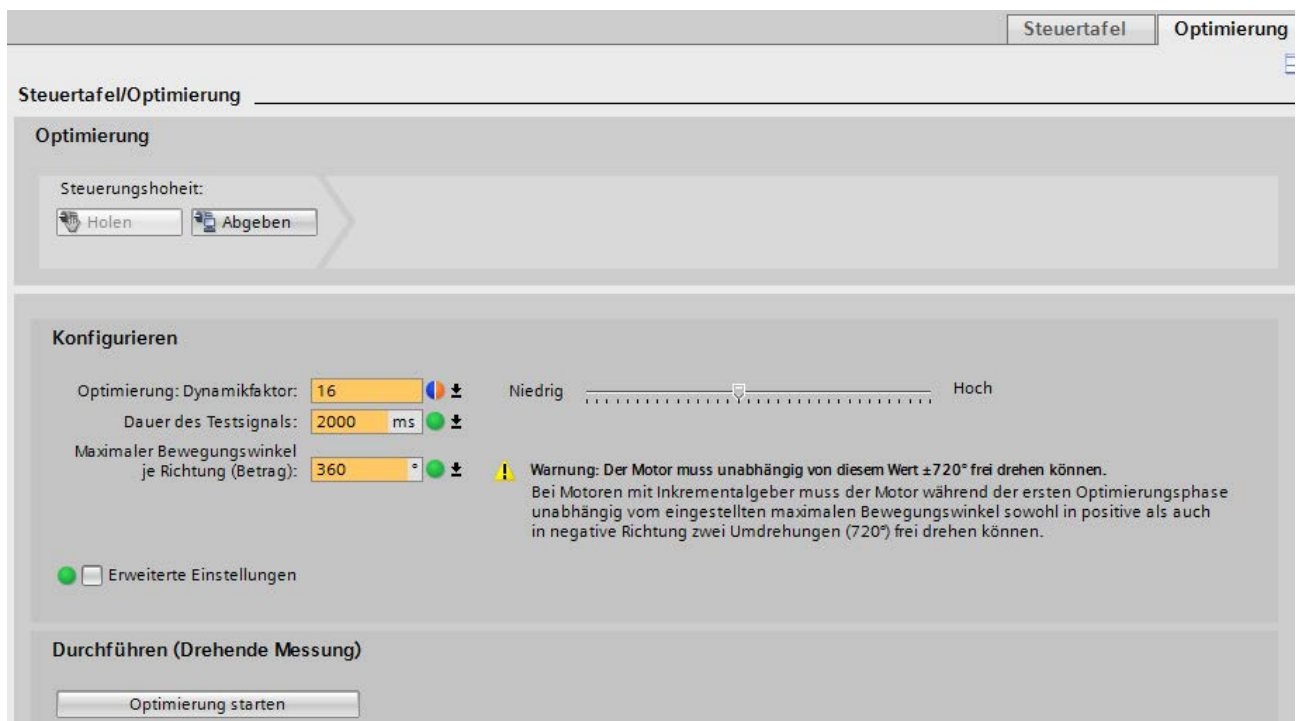 Steuertafel Optimierung
Steuertafel/Optimierung
Optimierung
Steuerungshoheit:
Holen Abgeben
Konfigurieren
Optimierung: Dynamikfaktor: 16 Niedrig Hoch
Dauer des Testsignals: 2000 ms
Maximaler Bewegungswinkel
je Richtung (Betrag): 360 ° Warnung: Der Motor muss unabhängig von diesem Wert ±720° frei drehen können.
Bei Motoren mit Inkrementalgeber muss der Motor während der ersten Optimierungsphase
unabhängig vom eingestellten maximalen Bewegungswinkel sowohl in positive als auch
in negative Richtung zwei Umdrehungen (720°) frei drehen können.
Erweiterte Einstellungen
Durchführen (Drehende Messung)
Optimierung starten